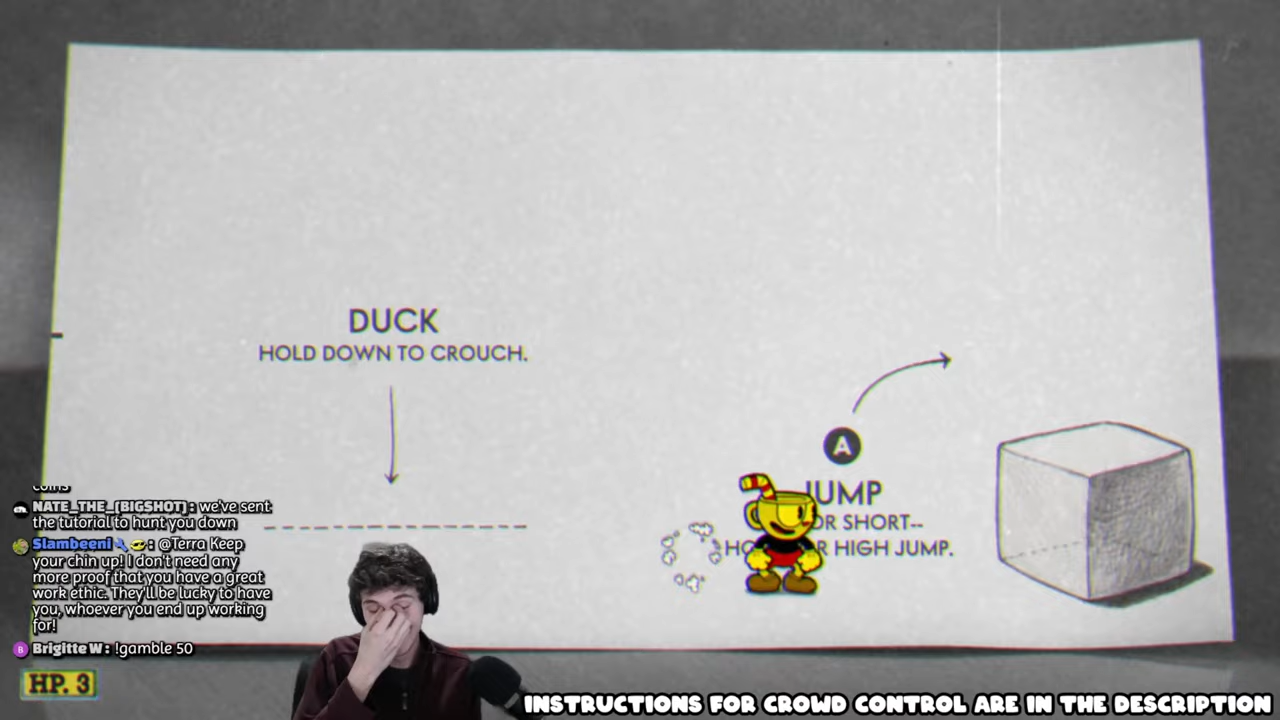 DUCK
HOLD DOWN TO CROUCH.
A
JUMP
OR SHORT--
HIGH JUMP.
coins
NATE_THE_[BIGSHOT]: we've sent
the tutorial to hunt you down
Slambeeni: @Terra Keep
your chin up! I don't need any
more proof that you have a great
work ethic. They'll be lucky to have
you, whoever you end up working
for!
B Brigitte W: !gamble 50
HP. 3
INSTRUCTIONS FOR CROWD CONTROL ARE IN THE DESCRIPTION